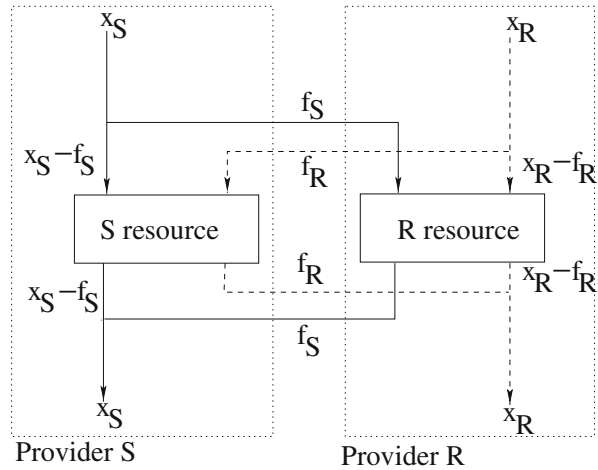 x_S
x_R
f_S
x_S−f_S
f_R
x_R−f_R
S resource
R resource
f_R
x_S−f_S
x_R−f_R
f_S
x_S
x_R
Provider S
Provider R